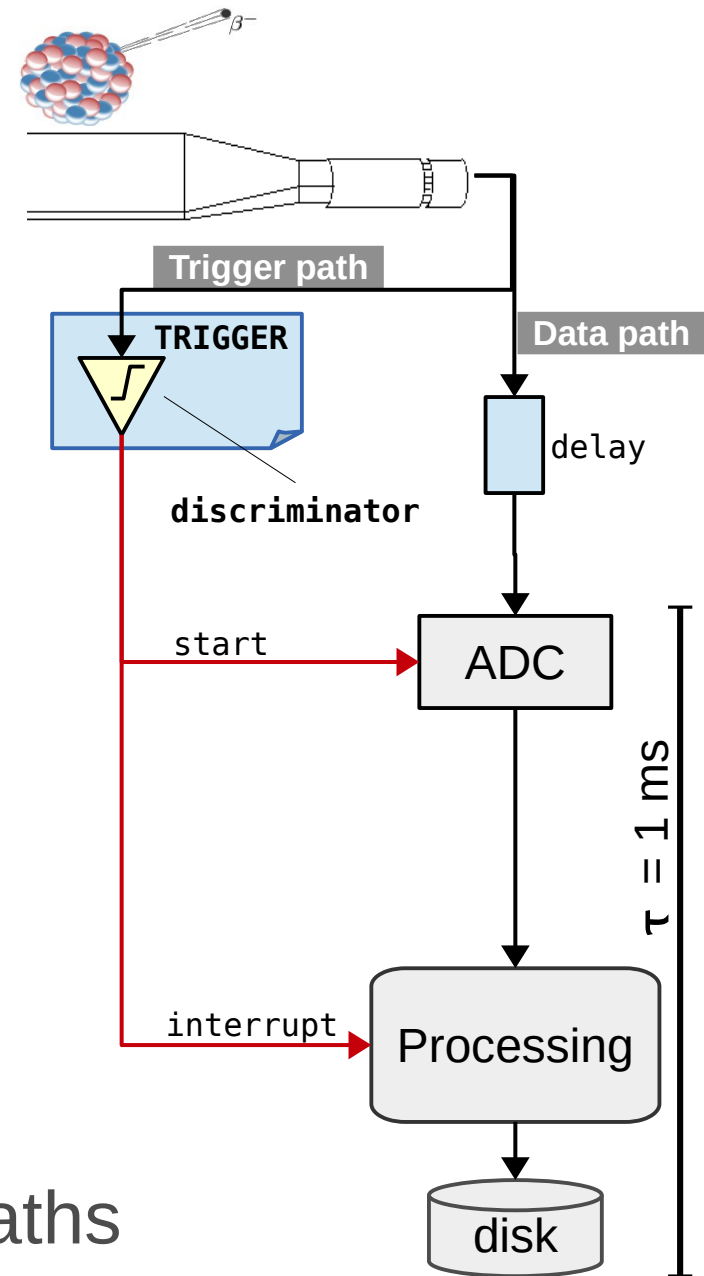 β⁻
Trigger path
TRIGGER
Data path
delay
discriminator
start
ADC
τ = 1 ms
interrupt
Processing
aths
disk